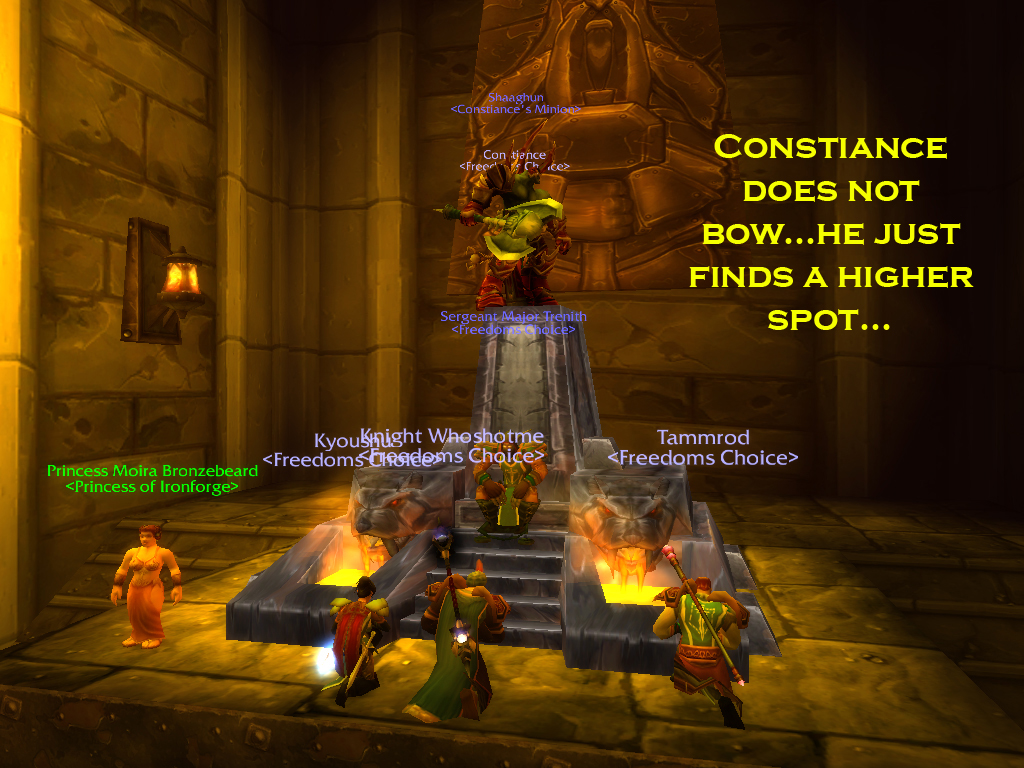 Shaaghun
<Constiance's Minion>
Constiance
<Freedoms Choice>
CONSTIANCE
DOES NOT
BOW...HE JUST
FINDS A HIGHER
SPOT...
Sergeant Major Trenith
<Freedoms Choice>
Kyoushu
<Freedoms Choice>
Knight Whoshotme
<Freedoms Choice>
Tammrod
<Freedoms Choice>
Princess Moira Bronzebeard
<Princess of Ironforge>